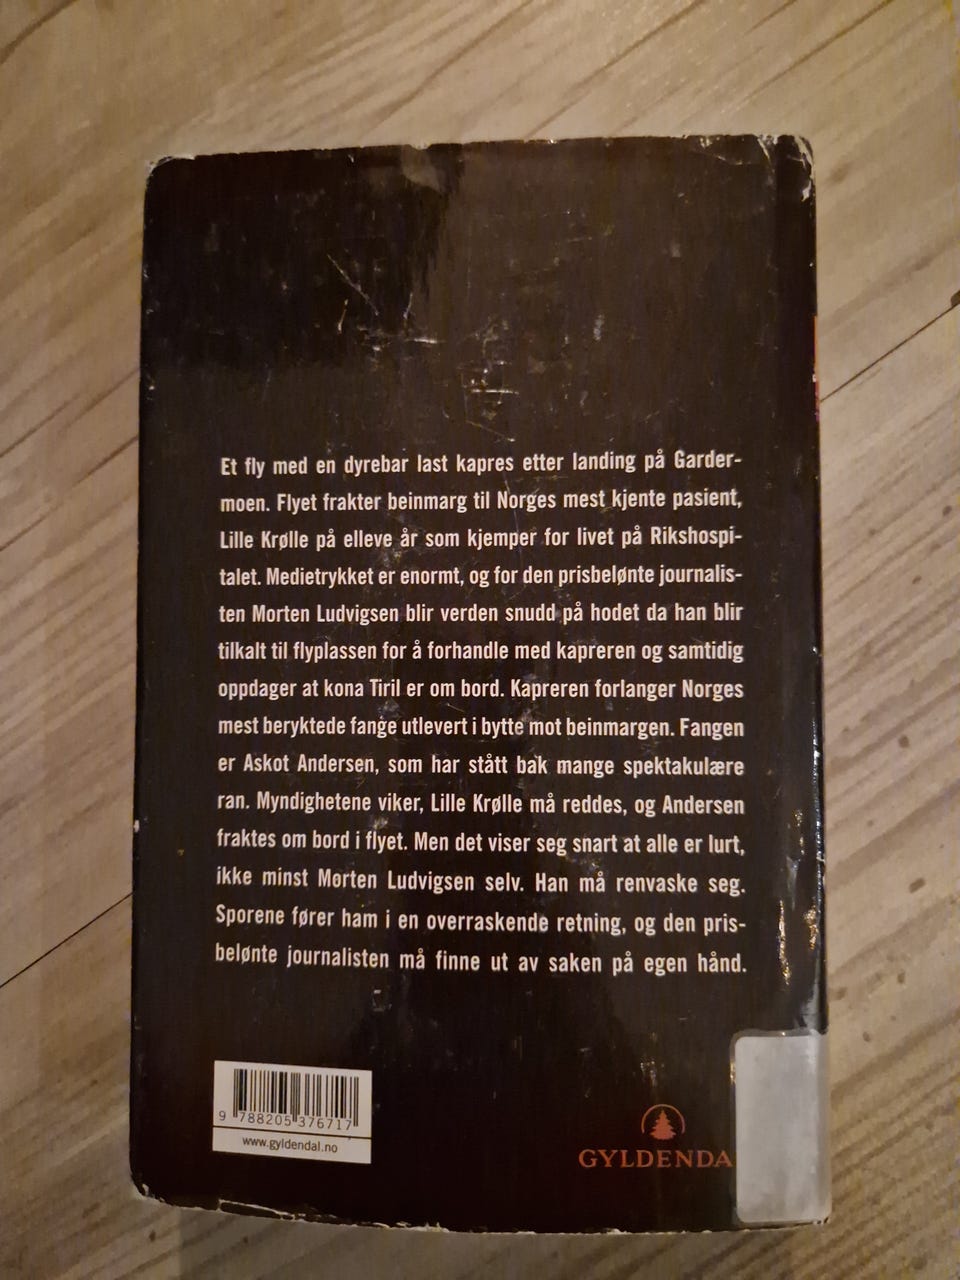 Et fly med en dyrebar last kapres etter landing på Garder-
moen. Flyet frakter beinmarg til Norges mest kjente pasient,
Lille Krølle på elleve år som kjemper for livet på Rikshospi-
talet. Medietrykket er enormt, og for den prisbelønte journalis-
ten Morten Ludvigsen blir verden snudd på hodet da han blir
tilkalt til flyplassen for å forhandle med kapreren og samtidig
oppdager at kona Tiril er om bord. Kapreren forlanger Norges
mest beryktede fange utlevert i bytte mot beinmargen. Fangen
er Askot Andersen, som har stått bak mange spektakulære
ran. Myndighetene viker, Lille Krølle må reddes, og Andersen
fraktes om bord i flyet. Men det viser seg snart at alle er lurt,
ikke minst Morten Ludvigsen selv. Han må renvaske seg.
Sporene fører ham i en overraskende retning, og den pris-
belønte journalisten må finne ut av saken på egen hånd.
9 788205 376717
www.gyldendal.no
GYLDENDA